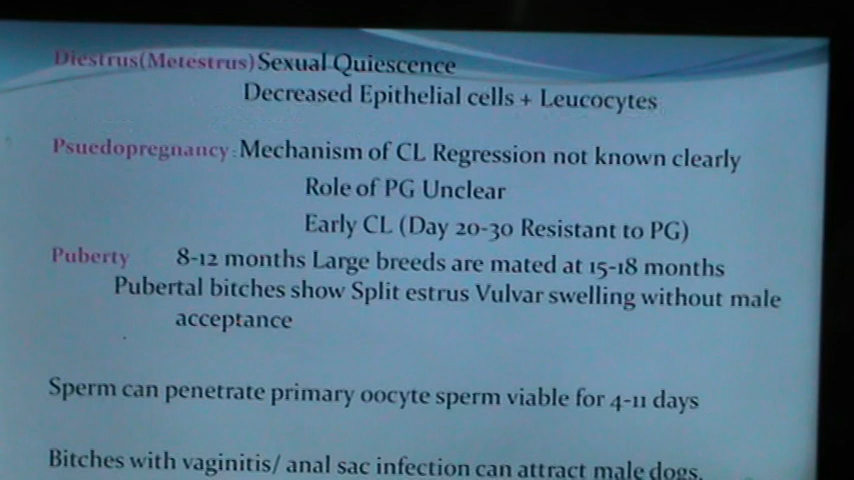 Diestrus(Metestrus) Sexual Quiescence
Decreased Epithelial cells + Leucocytes
Psuedopregnancy : Mechanism of CL Regression not known clearly
Role of PG Unclear
Early CL (Day 20-30 Resistant to PG)
Puberty 8-12 months Large breeds are mated at 15-18 months
Pubertal bitches show Split estrus Vulvar swelling without male
acceptance
Sperm can penetrate primary oocyte sperm viable for 4-11 days
Bitches with vaginitis/ anal sac infection can attract male dogs.